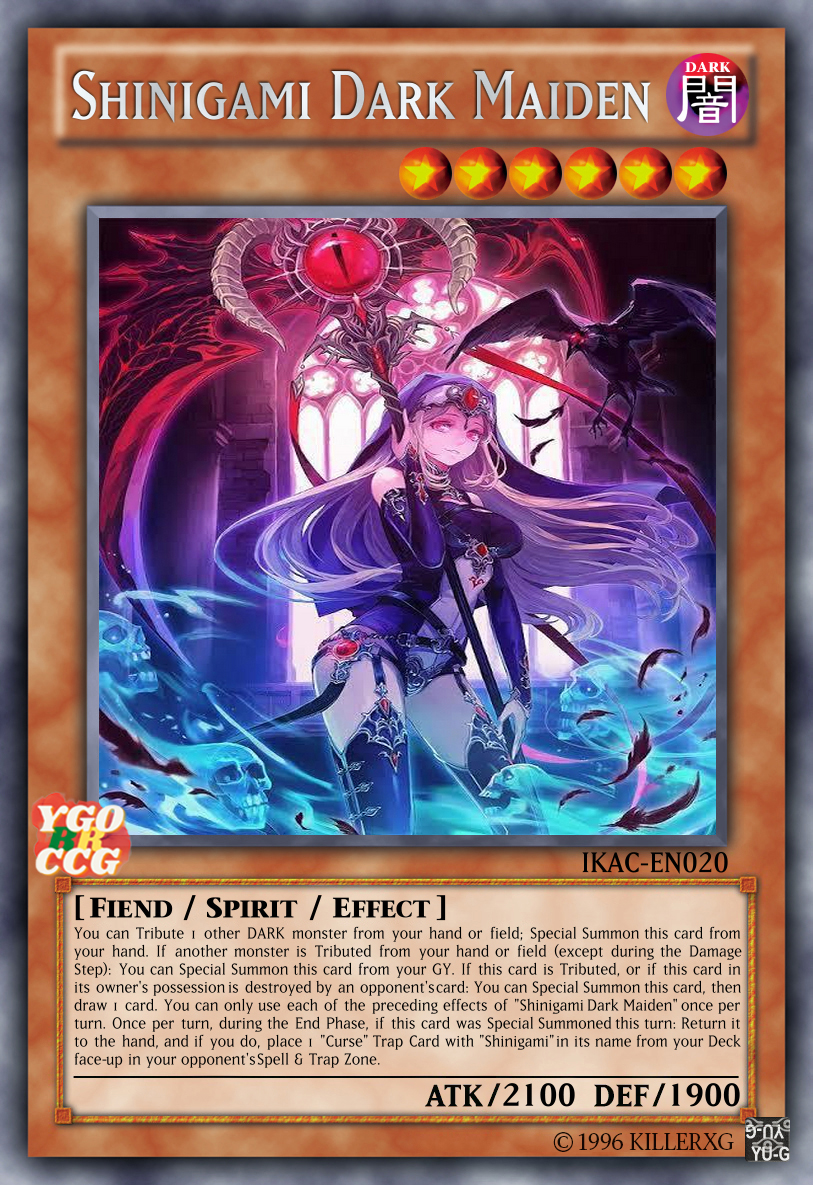 Shinigami Dark Maiden
DARK
闇
IKAC-EN020
YGO
BR
CCG
[ Fiend / Spirit / Effect ]
You can Tribute 1 other DARK monster from your hand or field; Special Summon this card from
your hand. If another monster is Tributed from your hand or field (except during the Damage
Step): You can Special Summon this card from your GY. If this card is Tributed, or if this card in
its owner's possession is destroyed by an opponent's card: You can Special Summon this card, then
draw 1 card. You can only use each of the preceding effects of "Shinigami Dark Maiden" once per
turn. Once per turn, during the End Phase, if this card was Special Summoned this turn: Return it
to the hand, and if you do, place 1 "Curse" Trap Card with "Shinigami" in its name from your Deck
face-up in your opponent's Spell & Trap Zone.
ATK/2100 DEF/1900
© 1996 KILLERXG
YU-G
YU-G